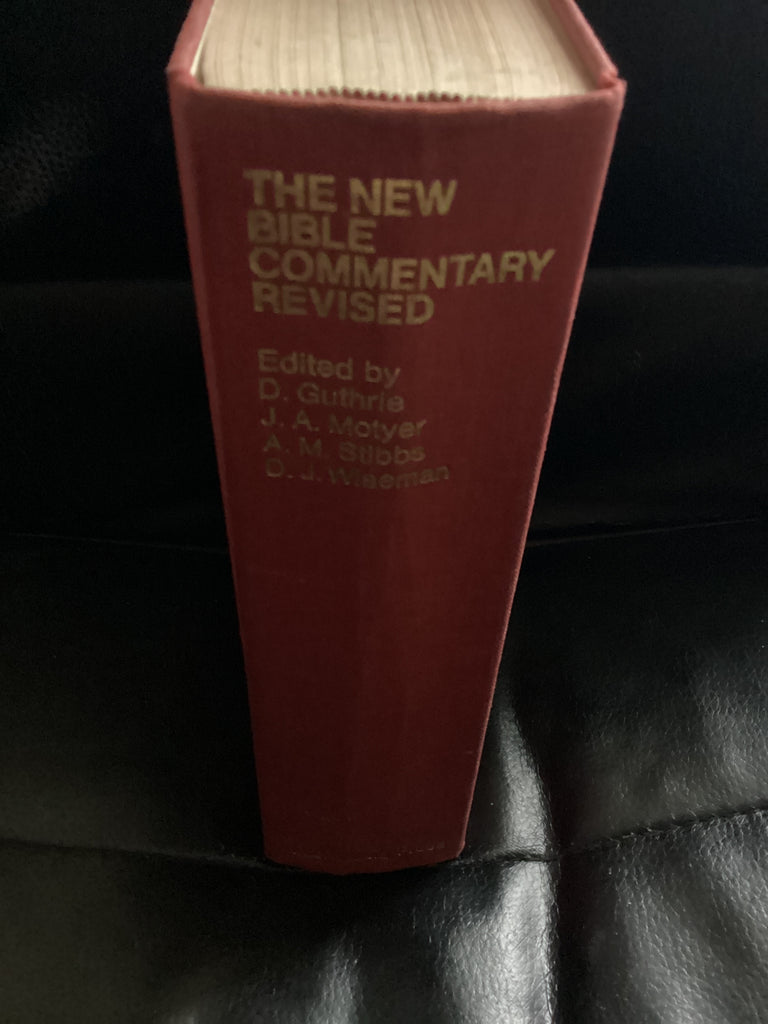 THE NEW
BIBLE
COMMENTARY
REVISED
Edited by
D. Guthrie
J. A. Motyer
A. M. Stibbs
D. J. Wiseman